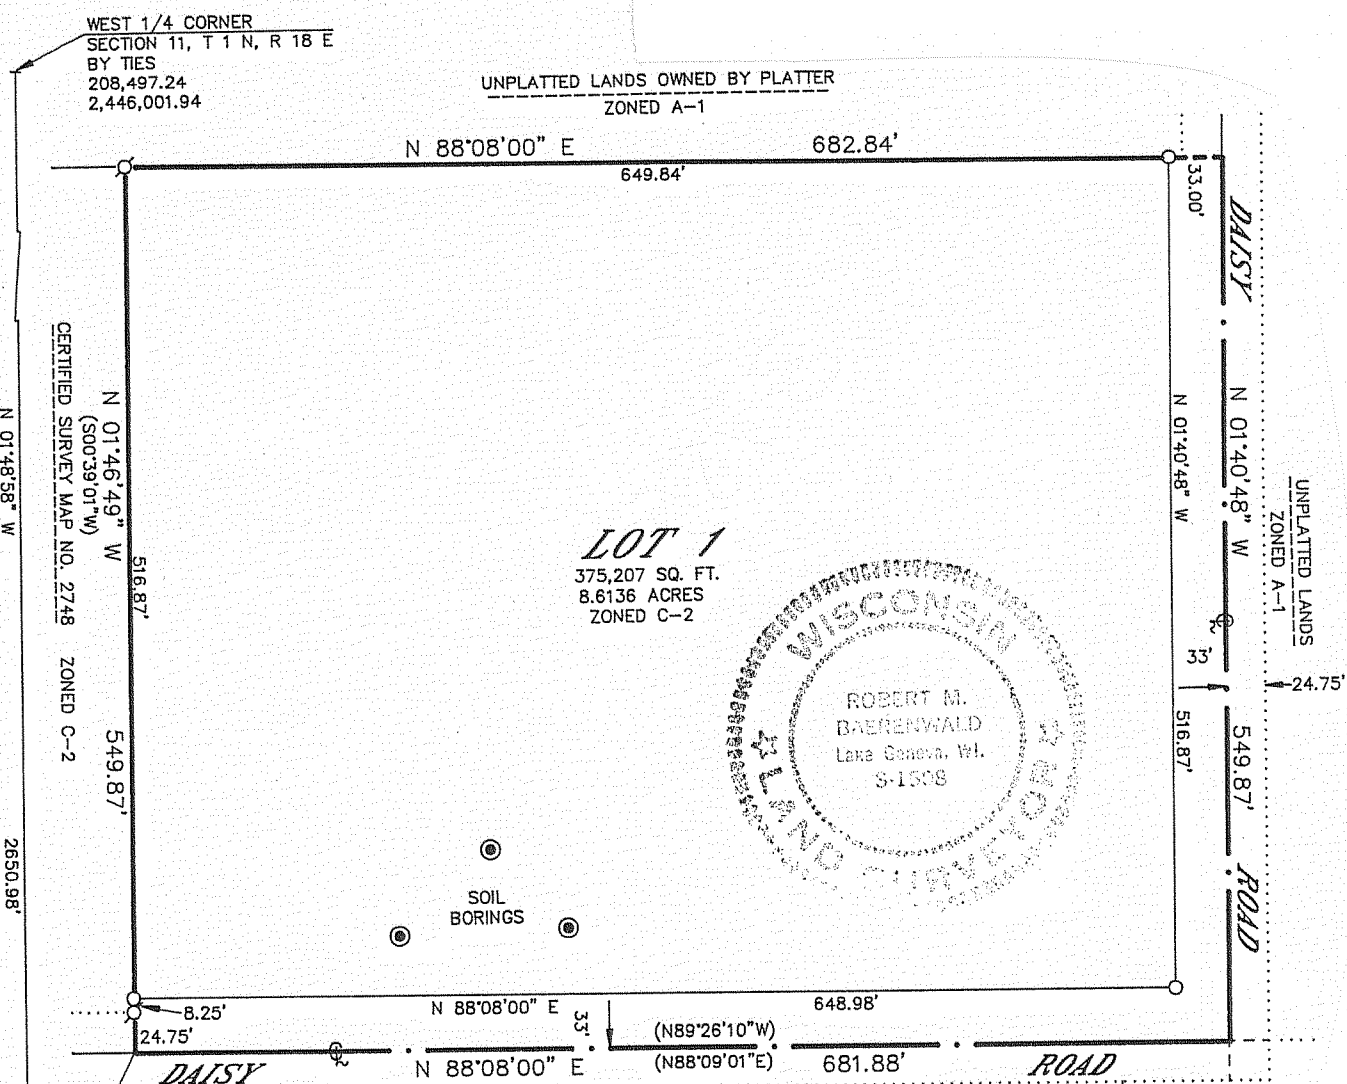 WEST 1/4 CORNER
SECTION 11, T 1 N, R 18 E
BY TIES
208,497.24
2,446,001.94
UNPLATTED LANDS OWNED BY PLATTER
ZONED A-1
N 88°08'00" E
682.84'
649.84'
33.00'
DAISY
N 01°40'48" W
N 01°40'48" W
UNPLATTED LANDS
ZONED A-1
33'
24.75'
516.87'
549.87'
ROAD
N 01°48'58" W
2650.98'
CERTIFIED SURVEY MAP NO. 2748 ZONED C-2
N 01°46'49" W
(S00°39'01"W)
516.87'
549.87'
LOT 1
375,207 SQ. FT.
8.6136 ACRES
ZONED C-2
WISCONSIN
ROBERT M.
BAERENWALD
Lake Geneva, WI.
LAND SURVEYOR
SOIL
BORINGS
8.25'
24.75'
N 88°08'00" E
648.98'
33'
(N89°26'10"W)
DAISY
N 88°08'00" E
(N88°09'01"E)
681.88'
ROAD